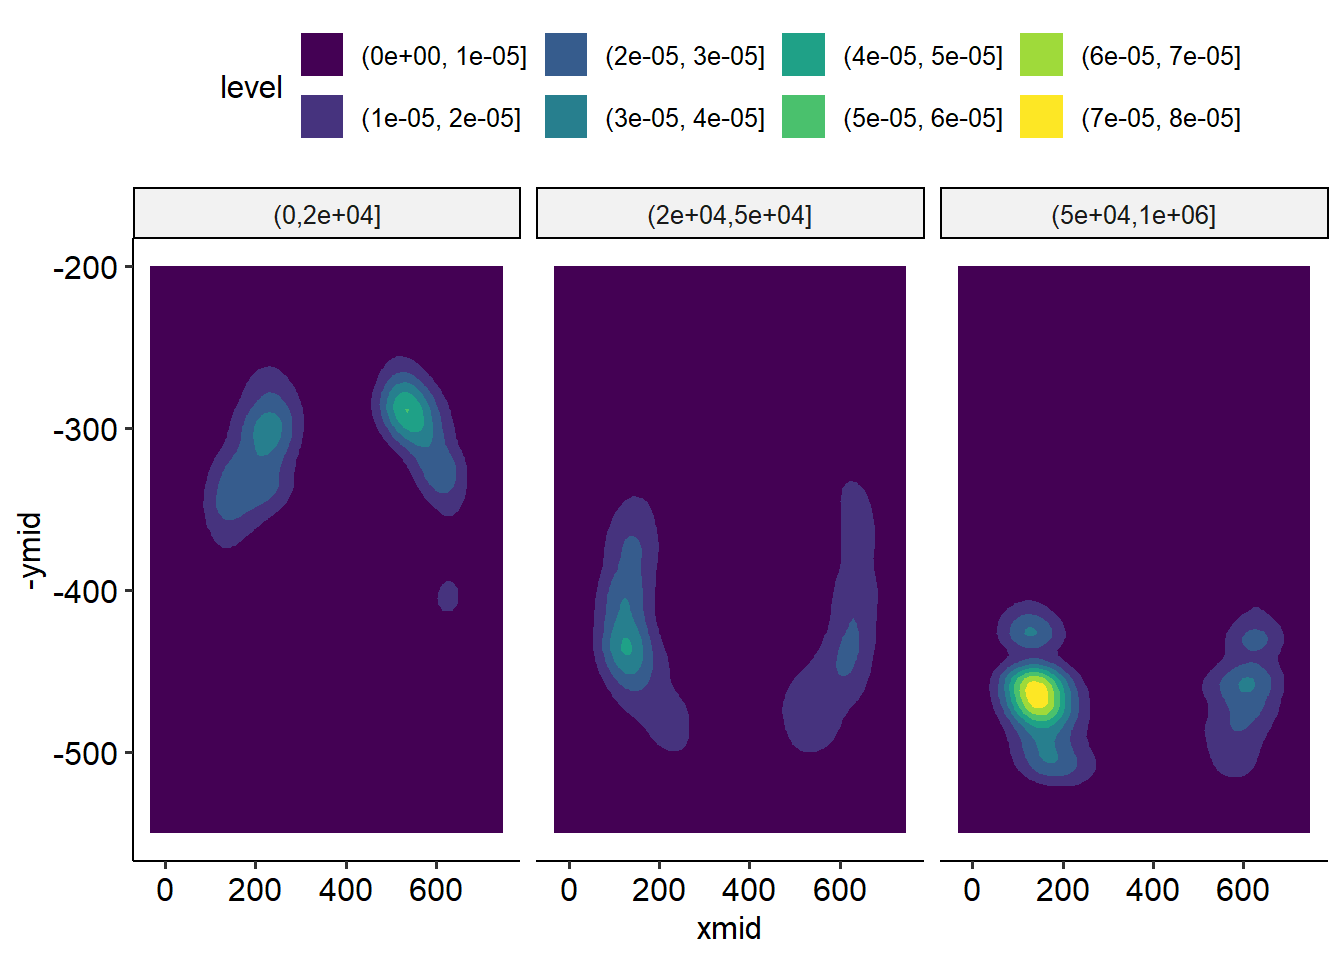 level
(0e+00, 1e-05] (2e-05, 3e-05] (4e-05, 5e-05] (6e-05, 7e-05]
(1e-05, 2e-05] (3e-05, 4e-05] (5e-05, 6e-05] (7e-05, 8e-05]
(0,2e+04] (2e+04,5e+04] (5e+04,1e+06]
-ymid
-200
-300
-400
-500
0 200 400 600 0 200 400 600 0 200 400 600
xmid